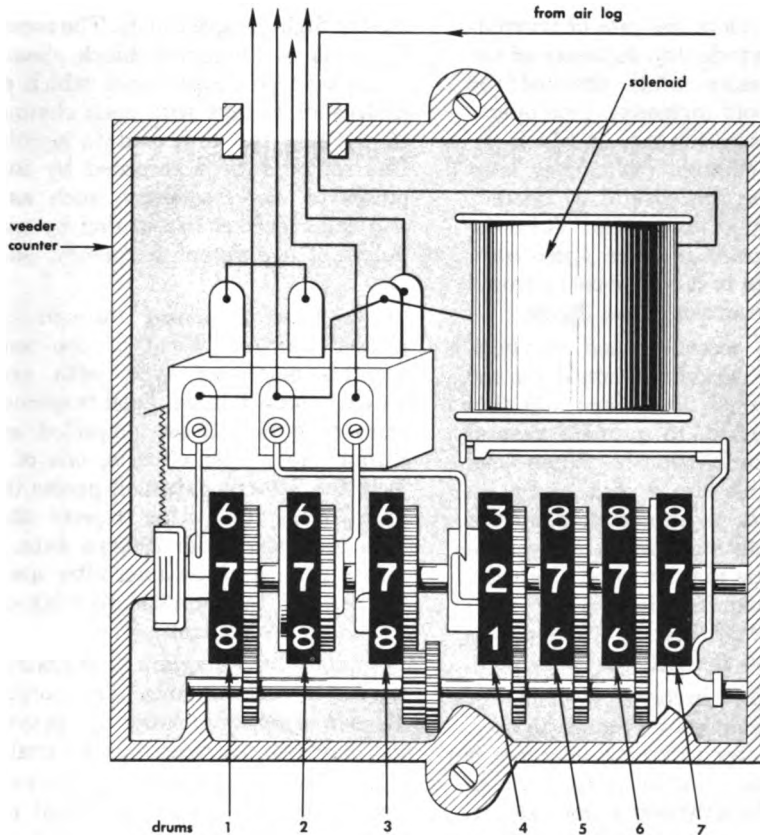 from air log
solenoid
veeder
counter
6 6 6 3 8 8 8
7 7 7 2 7 7 7
8 8 8 1 6 6 6
drums 1 2 3 4 5 6 7